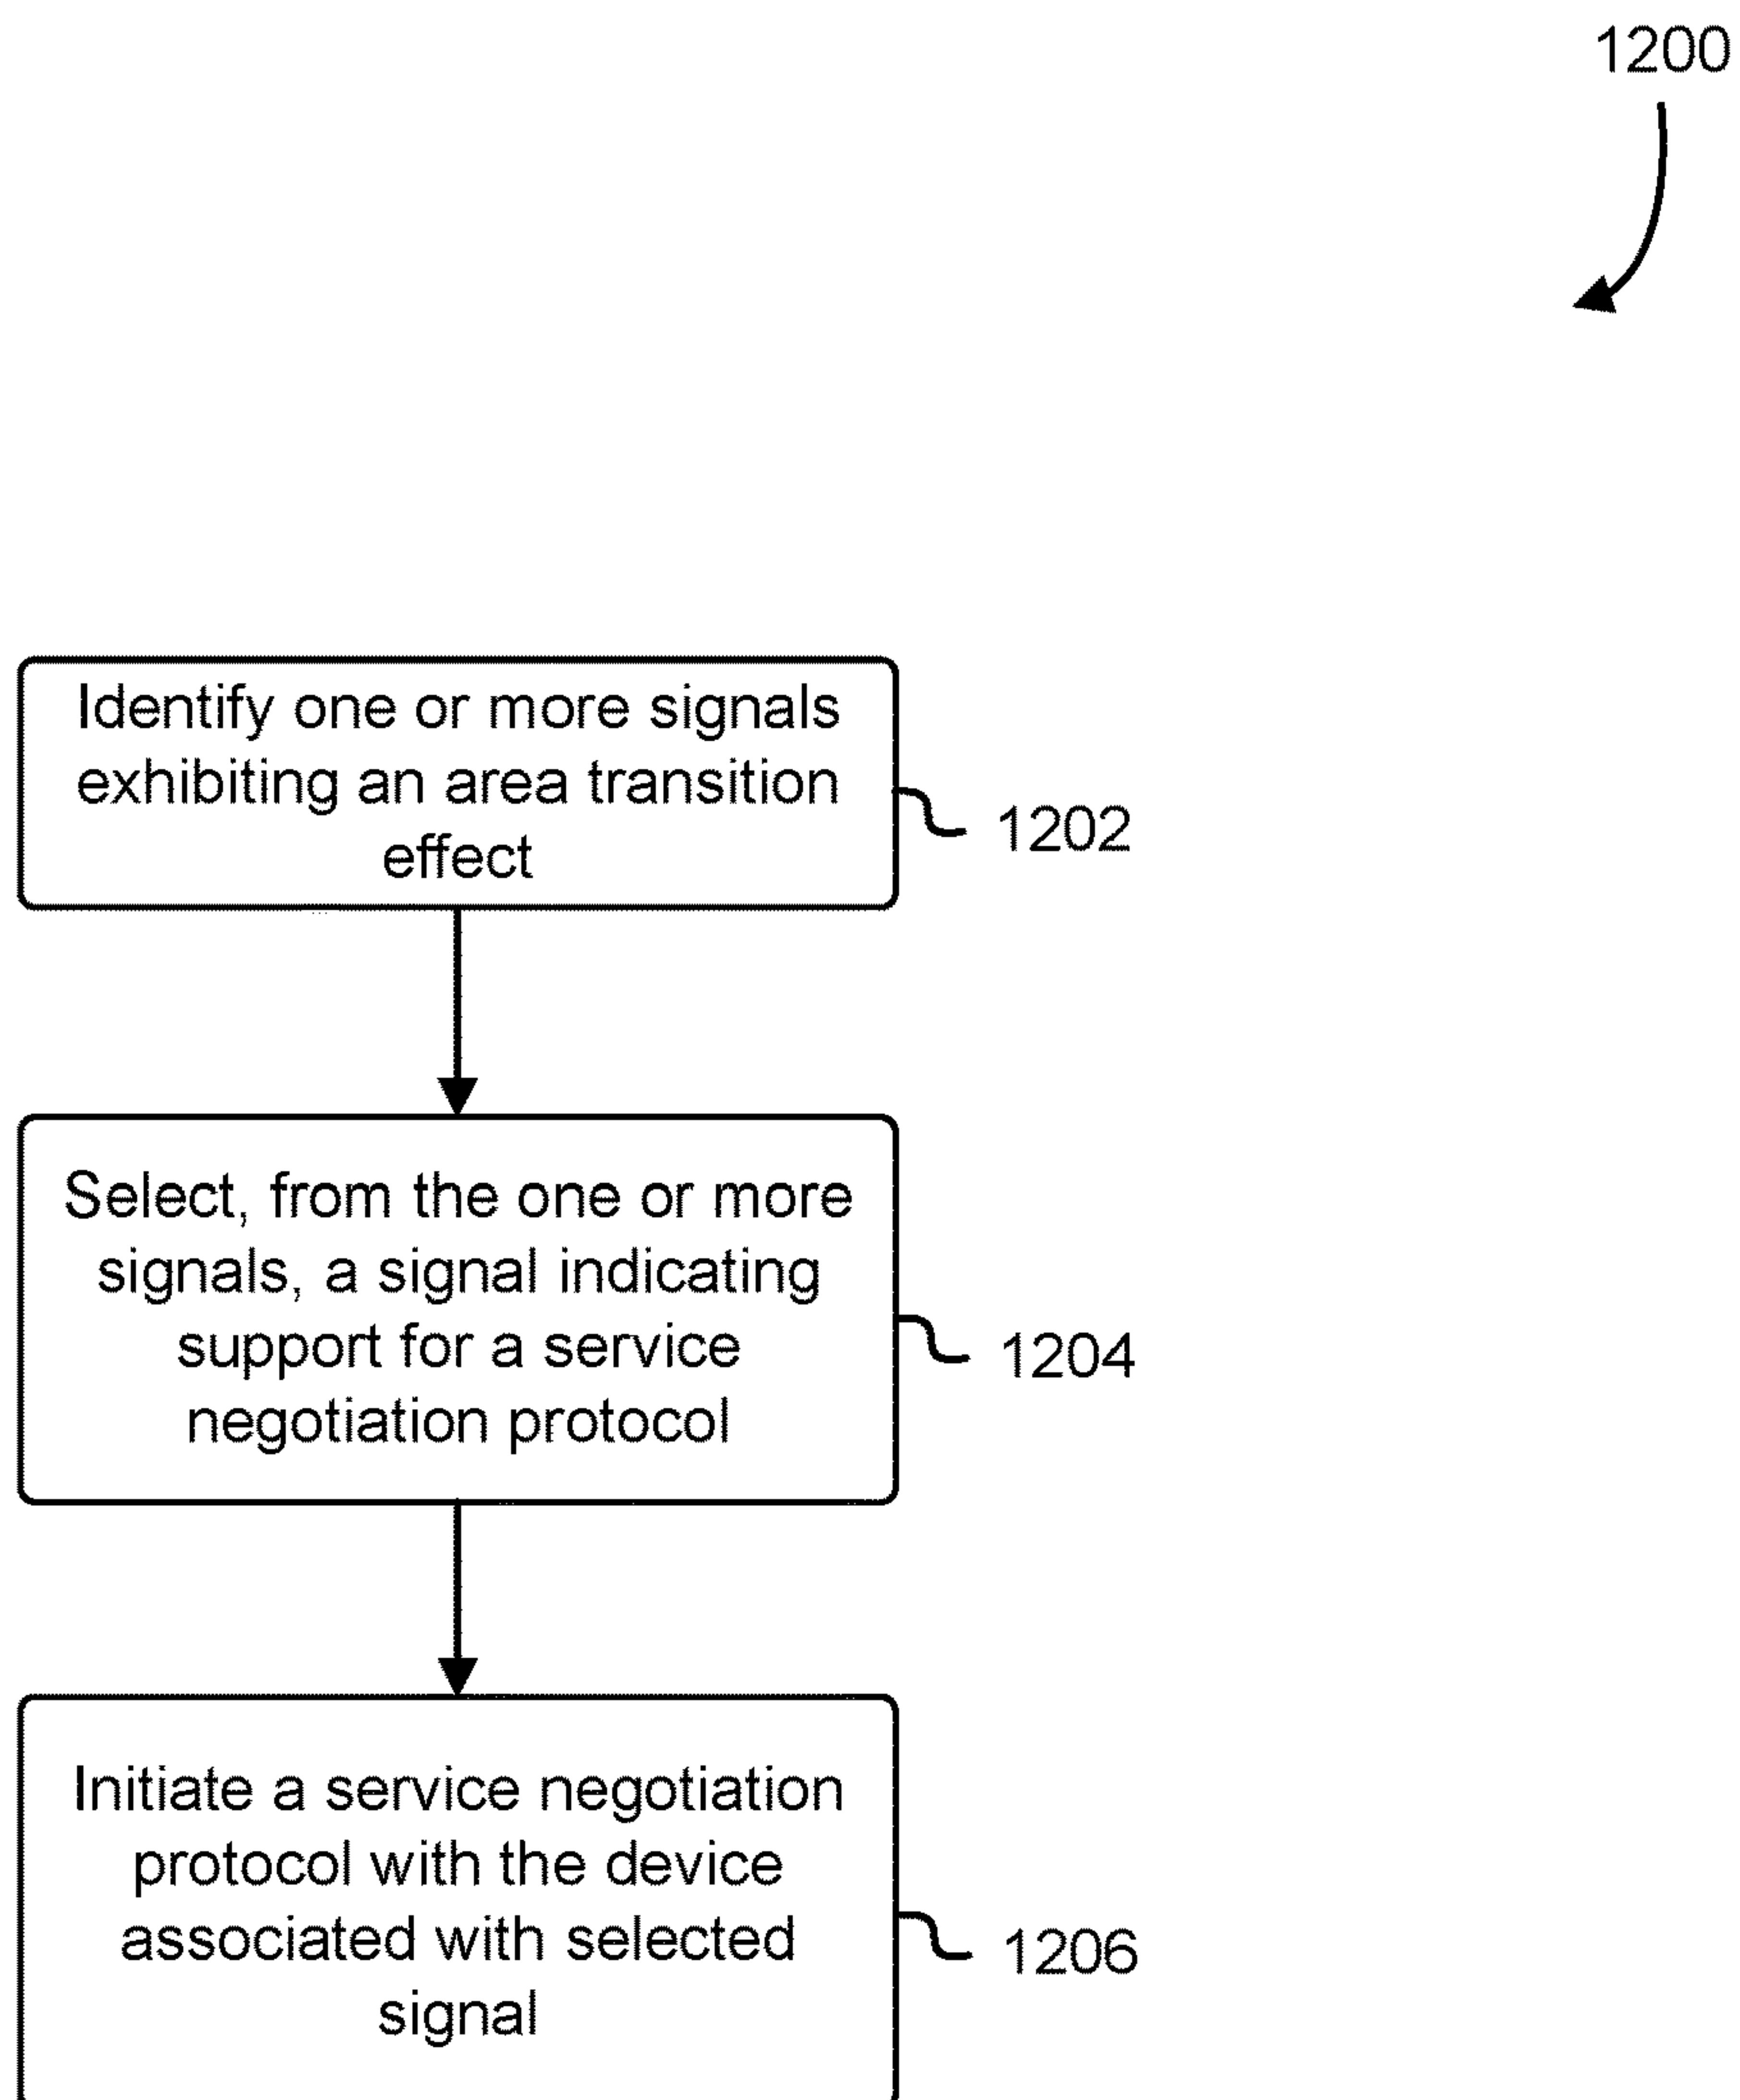 1200
Identify one or more signals
exhibiting an area transition
effect
1202
Select, from the one or more
signals, a signal indicating
support for a service
negotiation protocol
1204
Initiate a service negotiation
protocol with the device
associated with selected
signal
1206